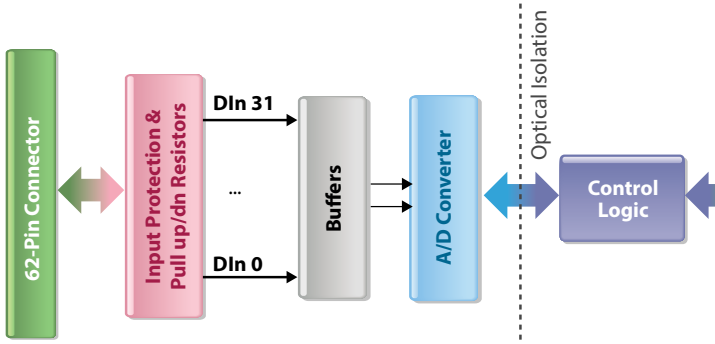 62-Pin Connector
Input Protection &
Pull up/dn Resistors
DIn 31
...
DIn 0
Buffers
A/D Converter
Optical Isolation
Control
Logic